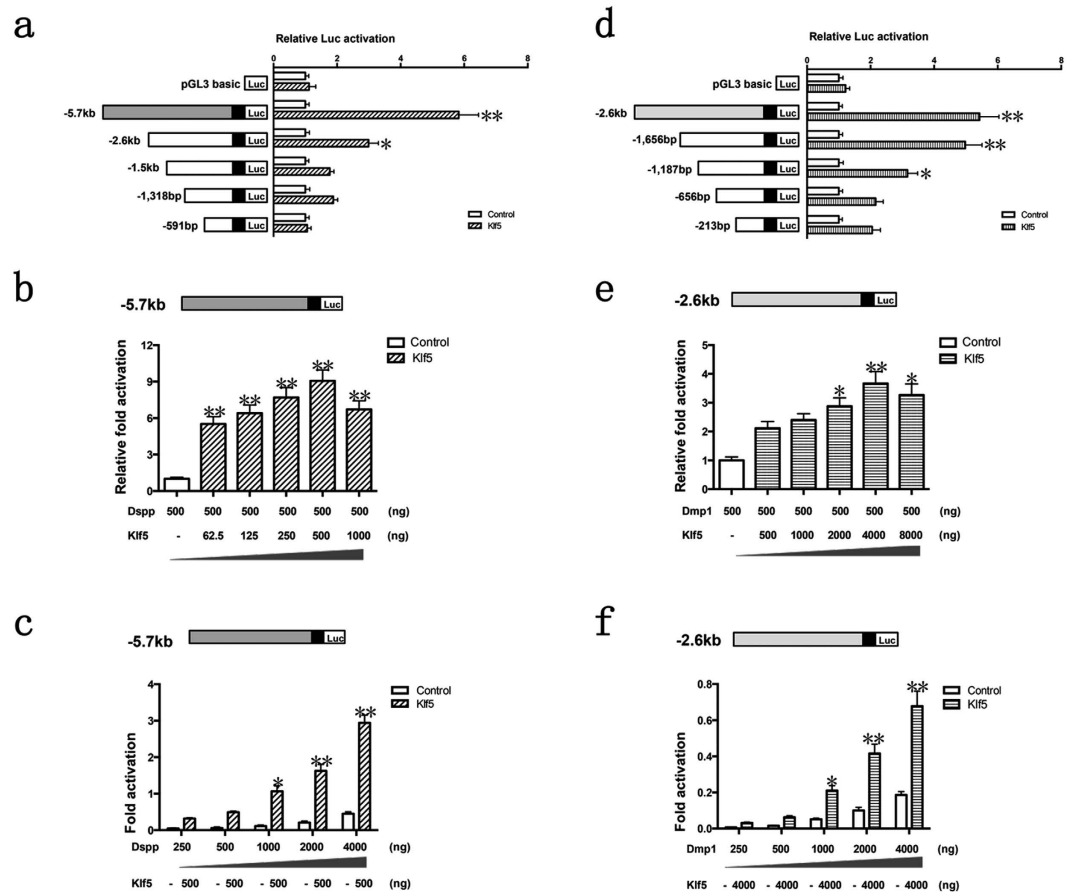 a
Relative Luc activation
0 2 4 6 8
pGL3 basic Luc
-5.7kb Luc **
-2.6kb Luc *
-1.5kb Luc
-1,318bp Luc
-591bp Luc
Control
Klf5
b
-5.7kb Luc
Relative fold activation
12
9
6
3
0
** ** ** ** **
Control
Klf5
Dspp 500 500 500 500 500 500 (ng)
Klf5 - 62.5 125 250 500 1000 (ng)
c
-5.7kb Luc
Fold activation
4
3
2
1
0
* ** **
Control
Klf5
Dspp 250 500 1000 2000 4000 (ng)
Klf5 - 500 - 500 - 500 - 500 - 500 (ng)
d
Relative Luc activation
0 2 4 6 8
pGL3 basic Luc
-2.6kb Luc **
-1,656bp Luc **
-1,187bp Luc *
-656bp Luc
-213bp Luc
Control
Klf5
e
-2.6kb Luc
Relative fold activation
5
4
3
2
1
0
* ** *
Control
Klf5
Dmp1 500 500 500 500 500 500 (ng)
Klf5 - 500 1000 2000 4000 8000 (ng)
f
-2.6kb Luc
Fold activation
0.8
0.6
0.4
0.2
0.0
* ** **
Control
Klf5
Dmp1 250 500 1000 2000 4000 (ng)
Klf5 - 4000 - 4000 - 4000 - 4000 - 4000 (ng)